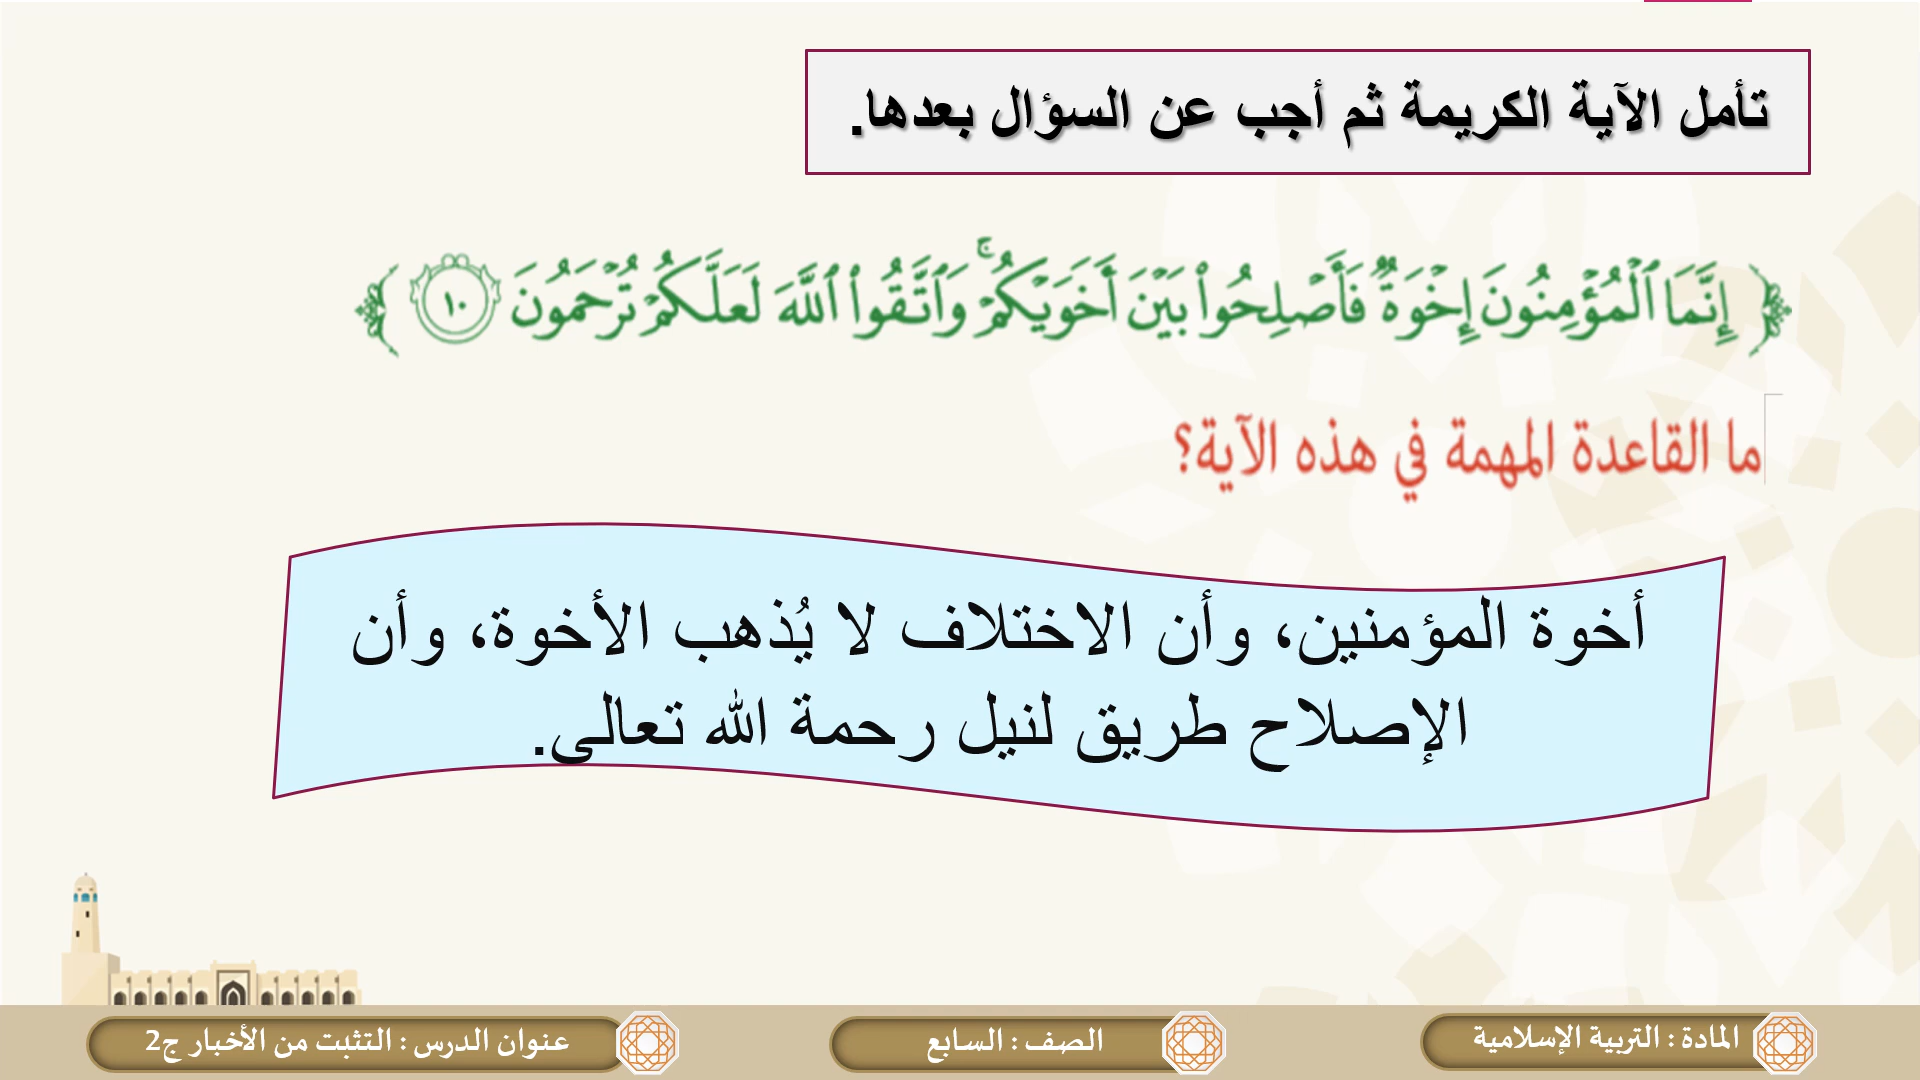 تأمل الآية الكريمة ثم أجب عن السؤال بعدها.
﴿إِنَّمَا ٱلْمُؤْمِنُونَ إِخْوَةٌ فَأَصْلِحُوا۟ بَيْنَ أَخَوَيْكُمْ ۚ وَٱتَّقُوا۟ ٱللَّهَ لَعَلَّكُمْ تُرْحَمُونَ ١٠﴾
ما القاعدة المهمة في هذه الآية؟
أخوة المؤمنين، وأن الاختلاف لا يُذهب الأخوة، وأن
الإصلاح طريق لنيل رحمة الله تعالى.
المادة : التربية الإسلامية
الصف : السابع
عنوان الدرس : التثبت من الأخبار ج2